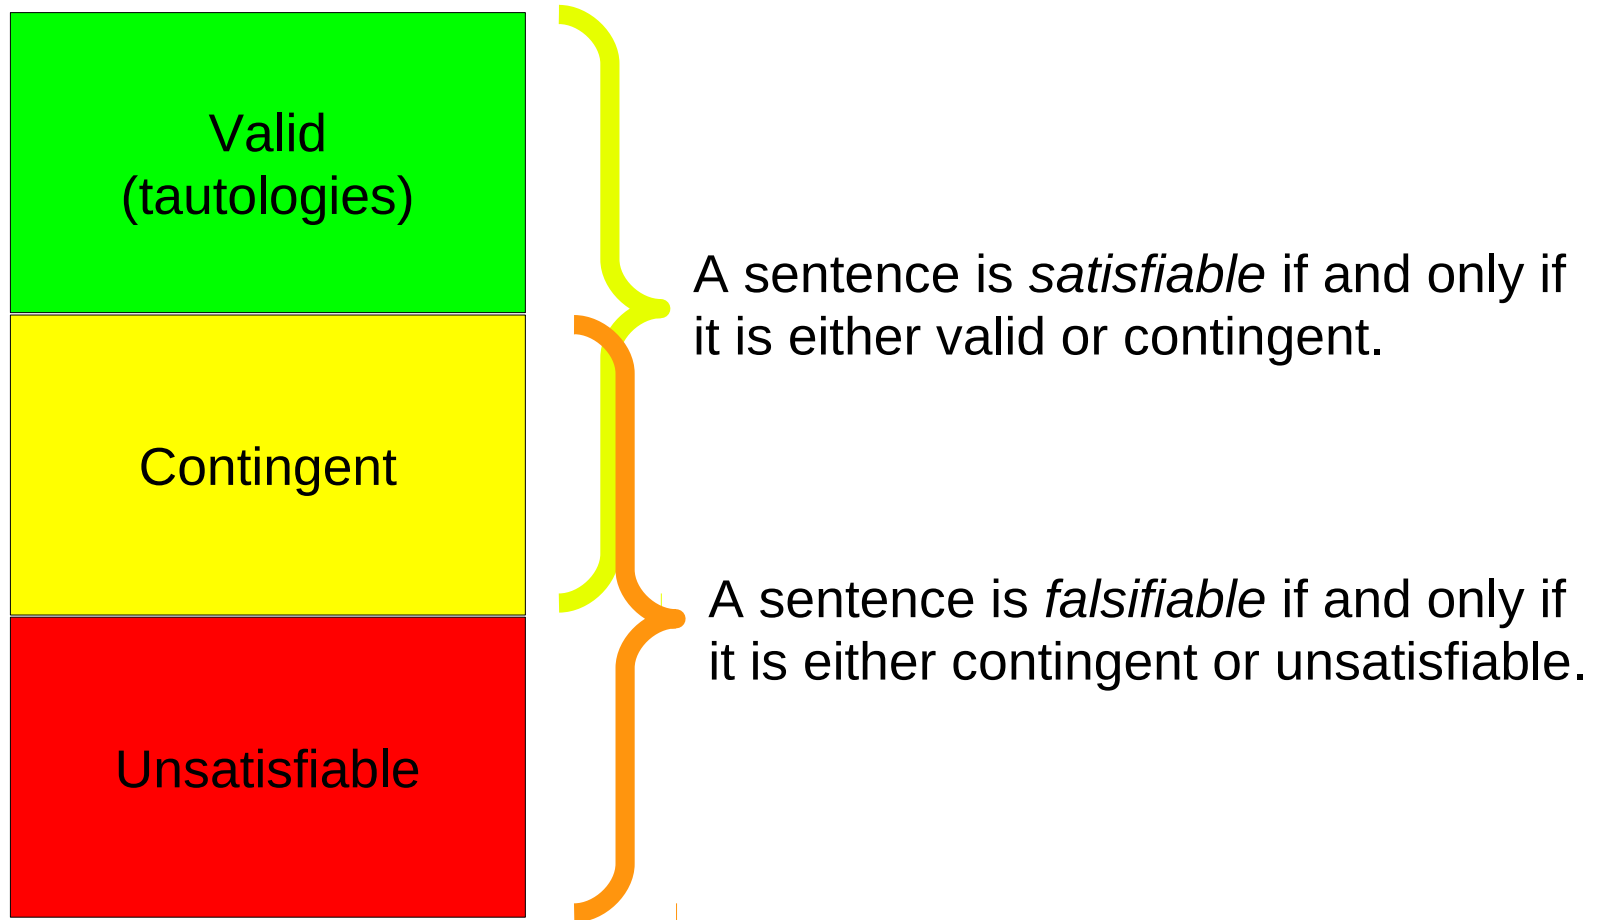 Valid
(tautologies)
A sentence is satisfiable if and only if
it is either valid or contingent.
Contingent
A sentence is falsifiable if and only if
it is either contingent or unsatisfiable.
Unsatisfiable